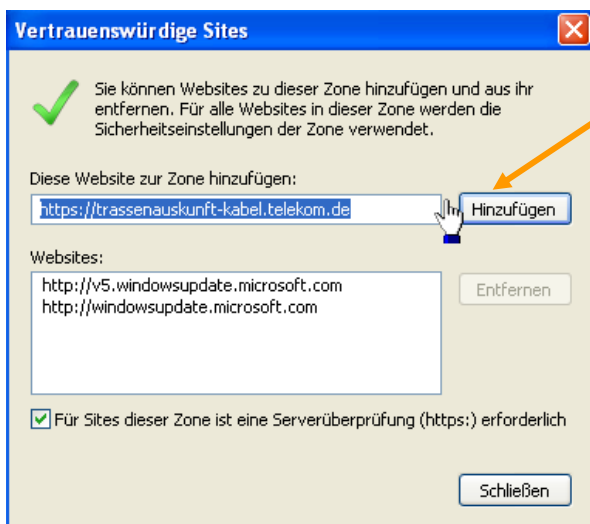 Vertrauenswürdige Sites
Sie können Websites zu dieser Zone hinzufügen und aus ihr
entfernen. Für alle Websites in dieser Zone werden die
Sicherheitseinstellungen der Zone verwendet.
Diese Website zur Zone hinzufügen:
https://trassenauskunft-kabel.telekom.de
Hinzufügen
Websites:
http://v5.windowsupdate.microsoft.com
http://windowsupdate.microsoft.com
Entfernen
Für Sites dieser Zone ist eine Serverüberprüfung (https:) erforderlich
Schließen